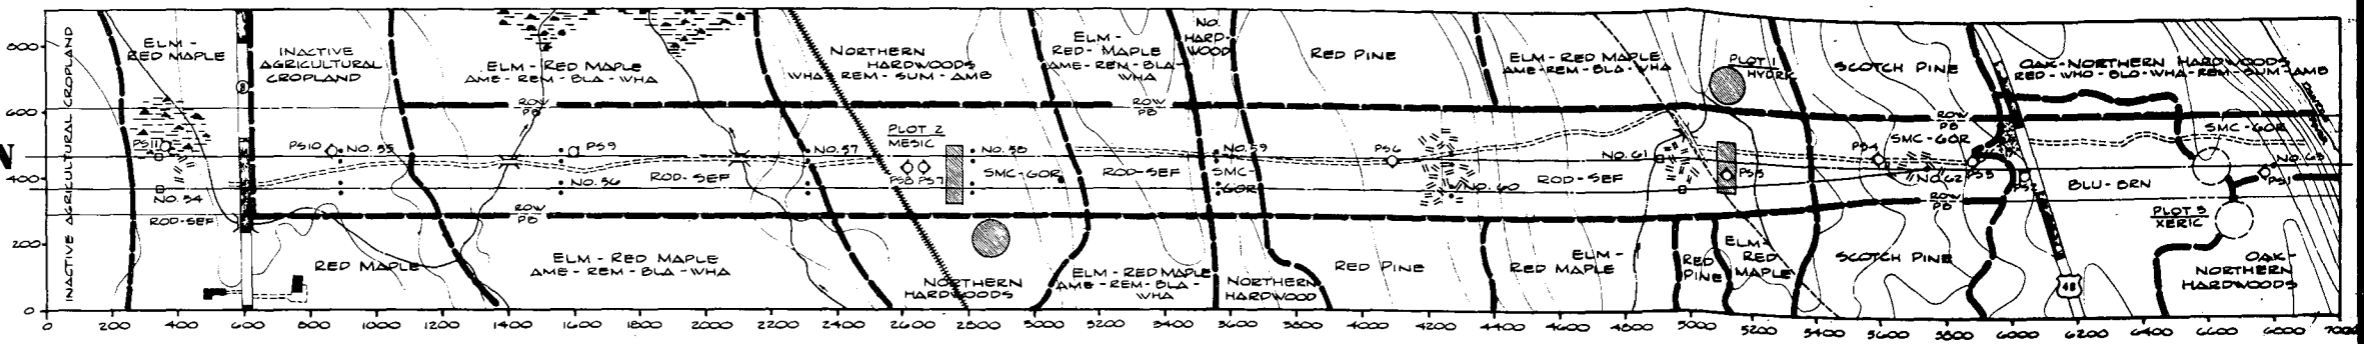 800
600
400
200
0
N
INACTIVE AGRICULTURAL CROPLAND
ELM -
RED MAPLE
PS11
NO. 54
ROD-SEF
INACTIVE
AGRICULTURAL
CROPLAND
PS10
NO. 55
RED MAPLE
ELM - RED MAPLE
AME - REM - BLA - WHA
ROW
PB
PS9
NO. 56
ROW
PB
ELM - RED MAPLE
AME - REM - BLA - WHA
NO. 57
ROD-SEF
NORTHERN
HARDWOODS
WHA - REM - SUM - AMB
PLOT 2
MESIC
PS8
PS7
NO. 58
SMC-GOR
NORTHERN
HARDWOODS
ELM -
RED - MAPLE
AME - REM - BLA -
WHA
ROW
PB
ROD-SEF
ELM - RED MAPLE
AME - REM - BLA -
WHA
NO.
HARD-
WOOD
NO. 59
SMC-
GOR
NORTHERN
HARDWOOD
RED PINE
PS6
NO. 60
RED PINE
ELM - RED MAPLE
AME - REM - BLA - WHA
NO. 61
ROD-SEF
ELM -
RED MAPLE
PLOT 1
HYDRIC
PS5
RED
PINE
ELM -
RED
MAPLE
SCOTCH PINE
ROW
PB
SMC-GOR
PS4
NO. 62
PS3
ROW
PB
SCOTCH PINE
OAK-NORTHERN HARDWOODS
RED - WHO - BLO - WHA - REM - SUM - AMB
ROW
PB
SMC-GOR
PS2
BLU-BRN
NO. 63
PS1
PLOT 3
XERIC
48
OAK-
NORTHERN
HARDWOODS
0 200 400 600 800 1000 1200 1400 1600 1800 2000 2200 2400 2600 2800 3000 3200 3400 3600 3800 4000 4200 4400 4600 4800 5000 5200 5400 5600 5800 6000 6200 6400 6600 6800 7000